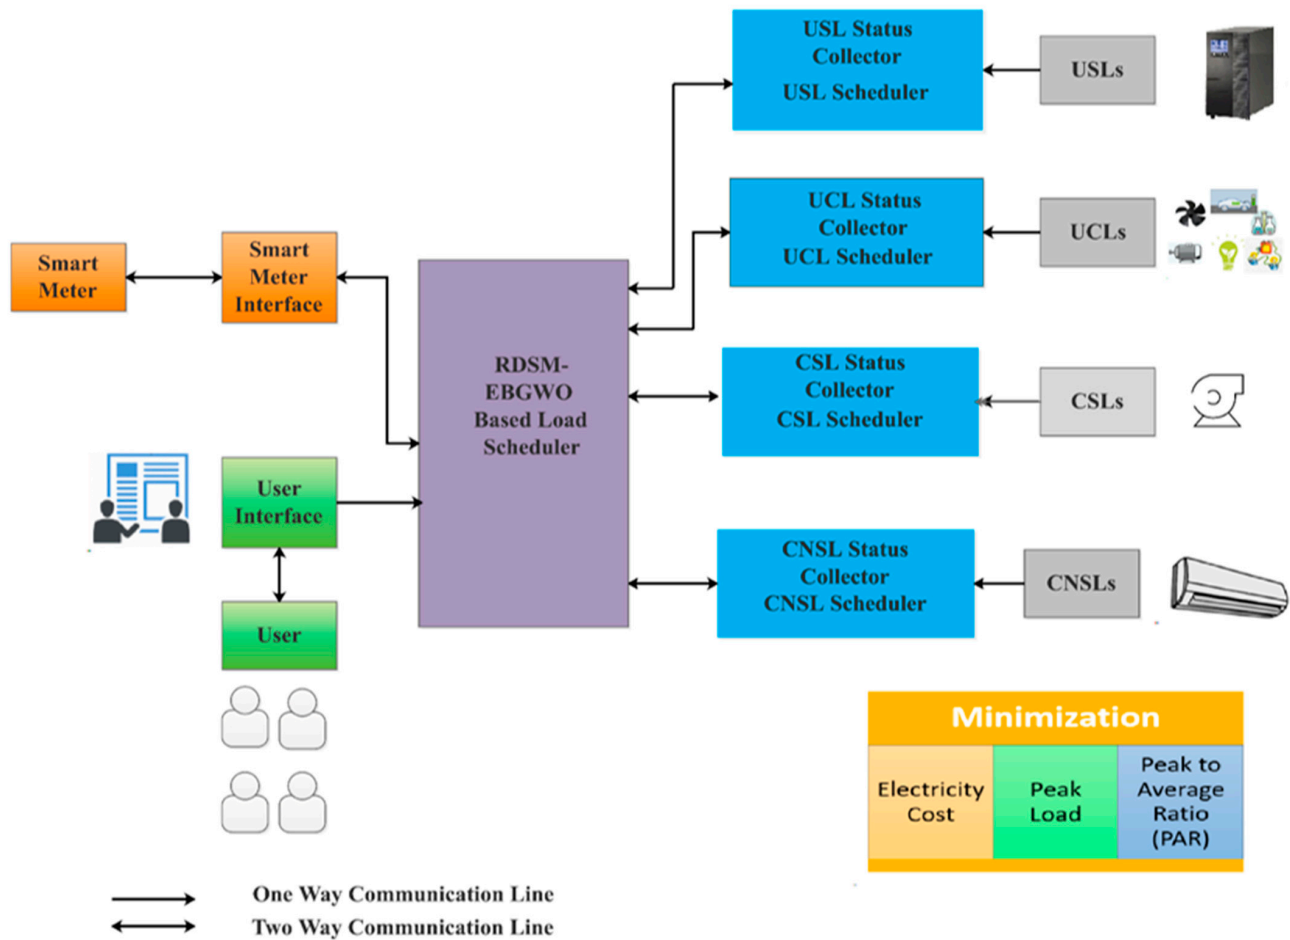 USL Status
Collector
USL Scheduler
USLs
UCL Status
Collector
UCL Scheduler
UCLs
Smart
Meter
Smart
Meter
Interface
RDSM-
EBGWO
Based Load
Scheduler
CSL Status
Collector
CSL Scheduler
CSLs
User
Interface
User
CNSL Status
Collector
CNSL Scheduler
CNSLs
Minimization
Electricity
Cost
Peak
Load
Peak to
Average
Ratio
(PAR)
One Way Communication Line
Two Way Communication Line